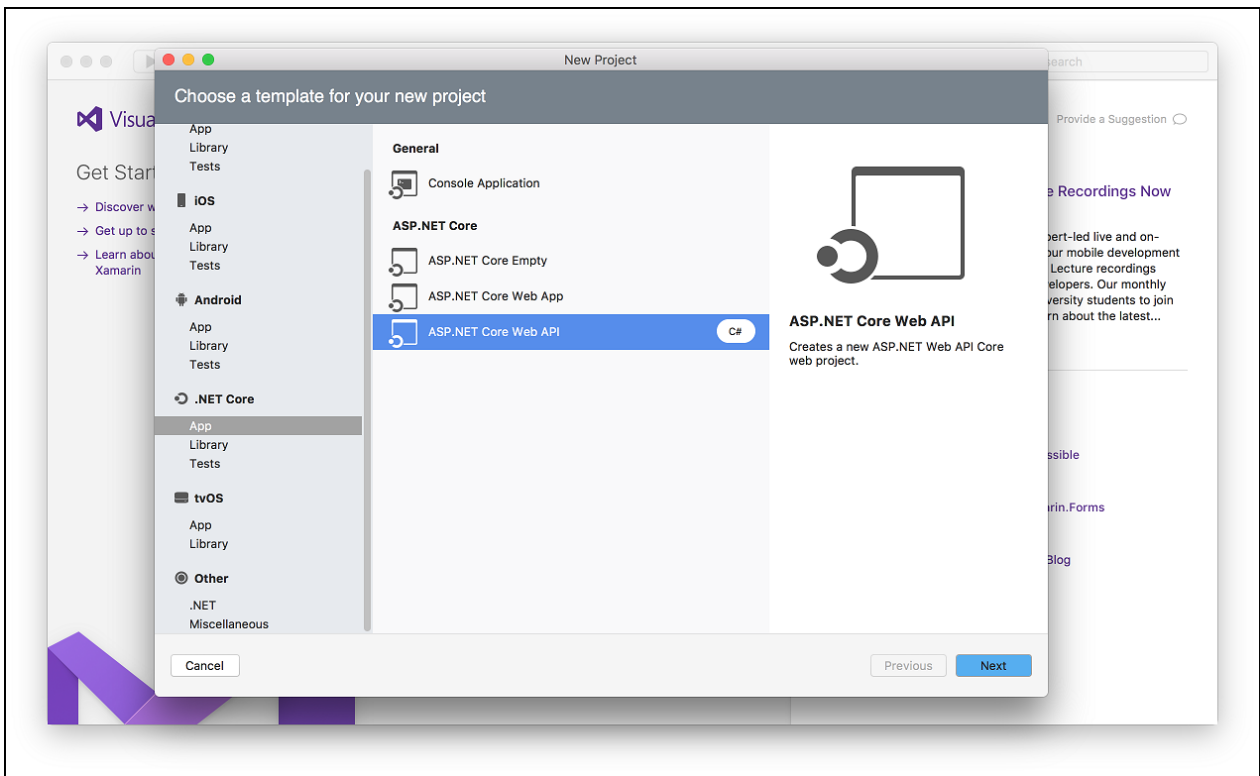 New Project
earch
Choose a template for your new project
Visua
Provide a Suggestion
Get Start
Discover w
Get up to s
Learn abou
Xamarin
App
Library
Tests
iOS
App
Library
Tests
Android
App
Library
Tests
.NET Core
App
Library
Tests
tvOS
App
Library
Other
.NET
Miscellaneous
General
Console Application
ASP.NET Core
ASP.NET Core Empty
ASP.NET Core Web App
ASP.NET Core Web API
C#
ASP.NET Core Web API
Creates a new ASP.NET Web API Core
web project.
e Recordings Now
pert-led live and on-
our mobile development
Lecture recordings
elopers. Our monthly
versity students to join
rn about the latest...
ssible
rin.Forms
Blog
Cancel
Previous
Next